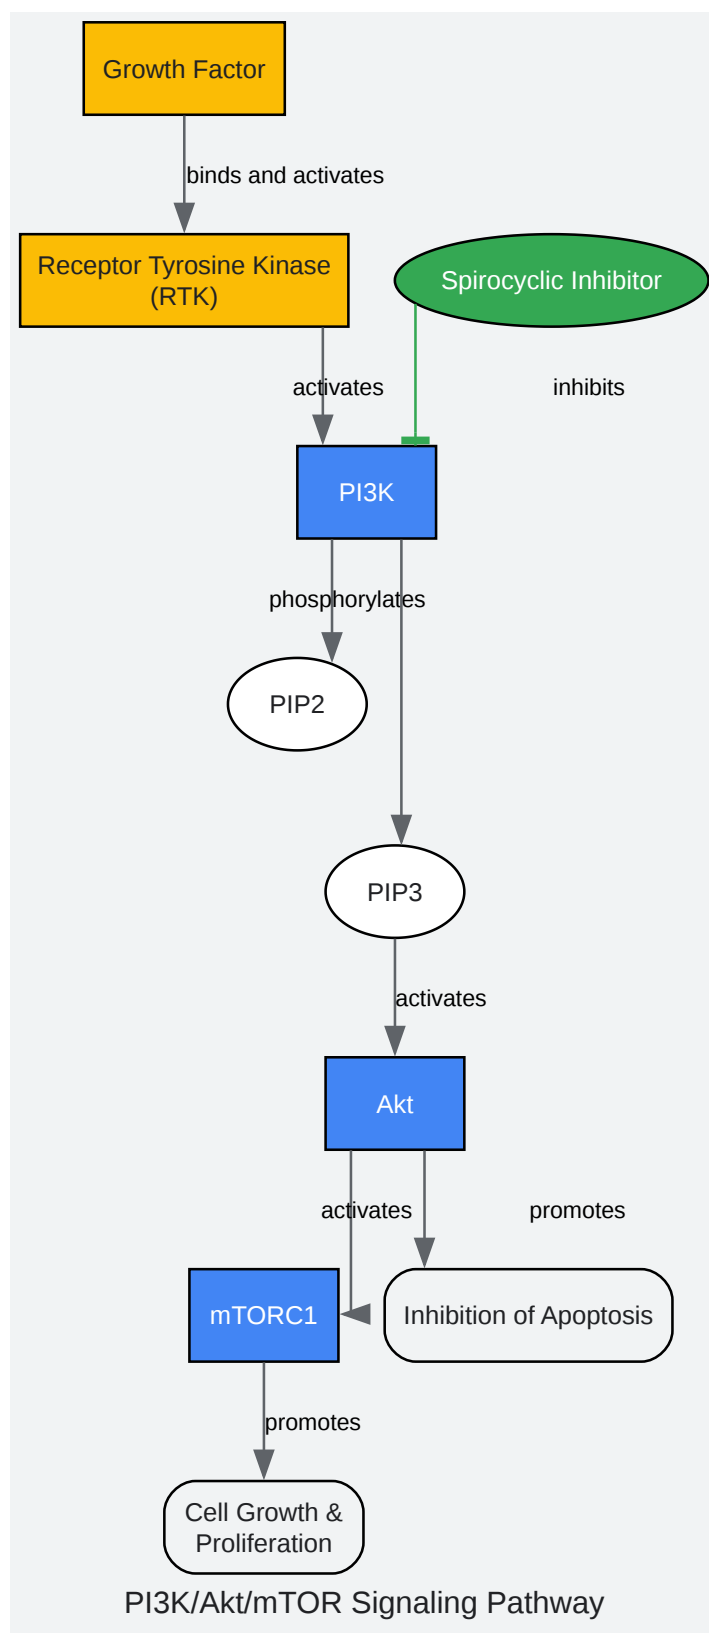 Growth Factor
binds and activates
Receptor Tyrosine Kinase
(RTK)
Spirocyclic Inhibitor
activates
inhibits
PI3K
phosphorylates
PIP2
PIP3
activates
Akt
activates
promotes
mTORC1
Inhibition of Apoptosis
promotes
Cell Growth &
Proliferation
PI3K/Akt/mTOR Signaling Pathway